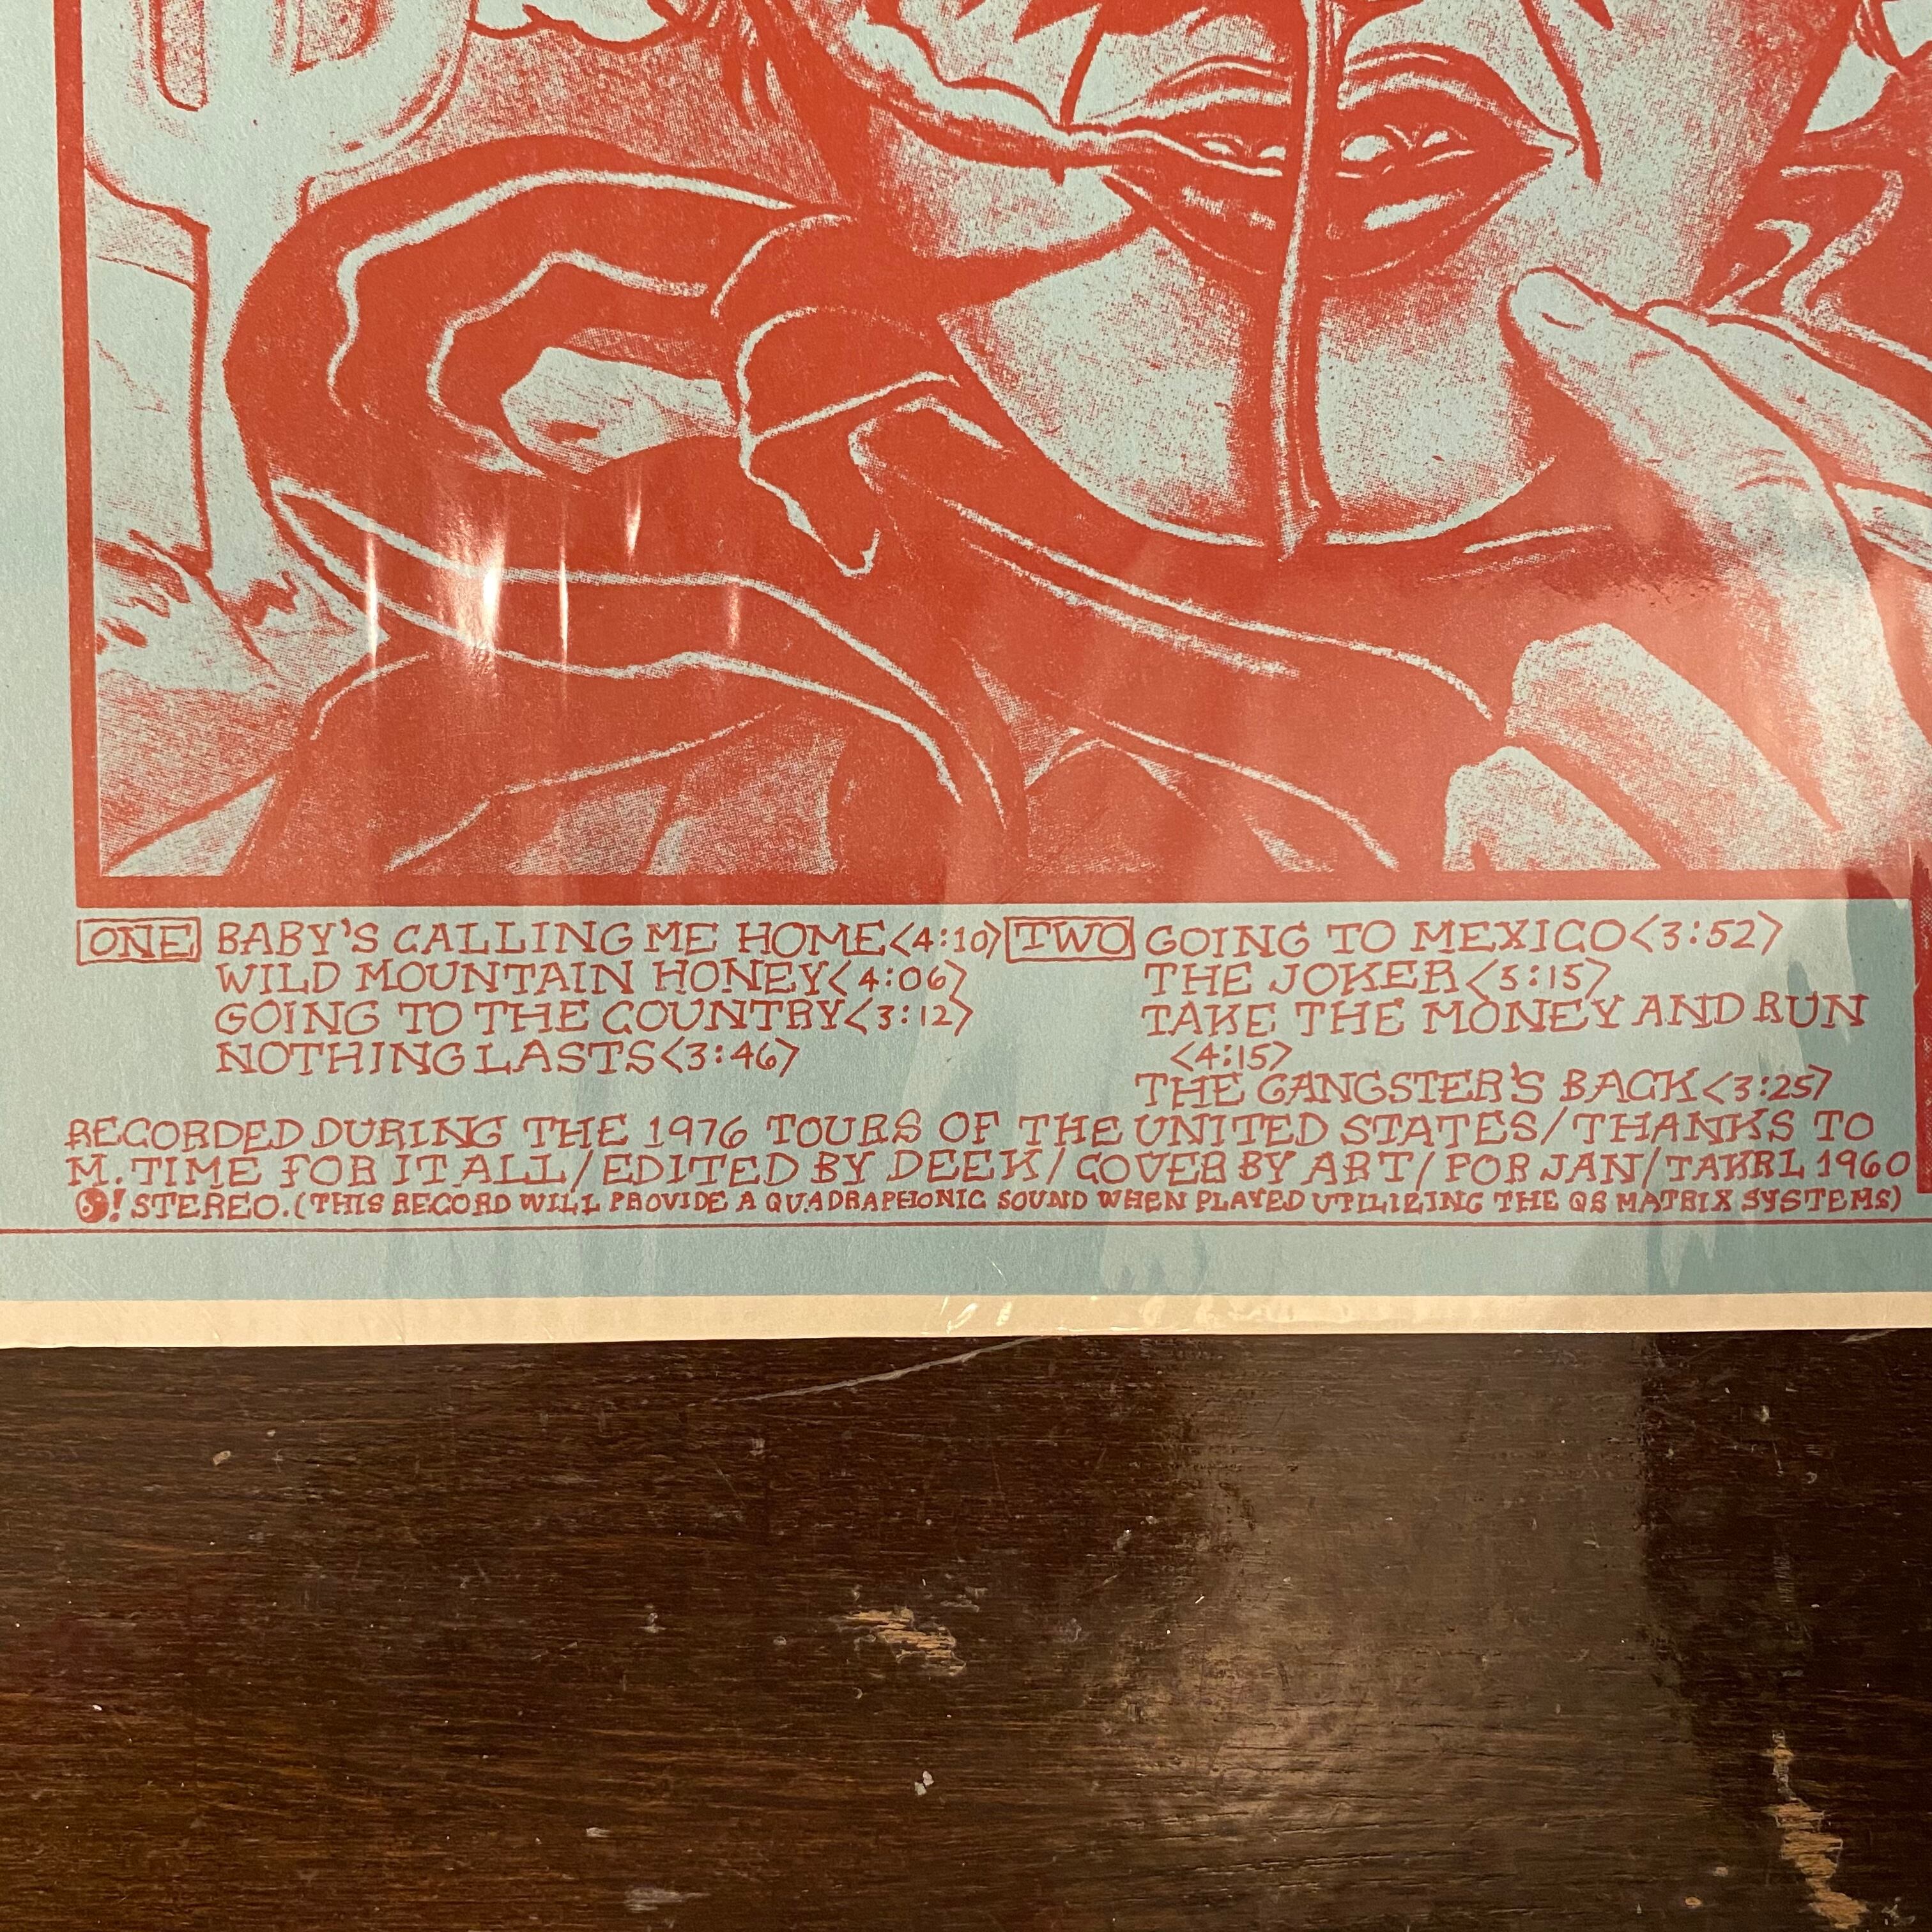 ONE BABY'S CALLING ME HOME<4:10>
WILD MOUNTAIN HONEY<4:06>
GOING TO THE COUNTRY<3:12>
NOTHING LASTS<3:46>
TWO GOING TO MEXICO<3:52>
THE JOKER<3:15>
TAKE THE MONEY AND RUN
<4:15>
THE GANGSTER'S BACK<3:25>
RECORDED DURING THE 1976 TOURS OF THE UNITED STATES/THANKS TO
M. TIME FOR IT ALL/EDITED BY DEEK/COVER BY ART/FOR JAN/TAKRL 1960
! STEREO. (THIS RECORD WILL PROVIDE A QUADRAPHONIC SOUND WHEN PLAYED UTILIZING THE QS MATRIX SYSTEMS)